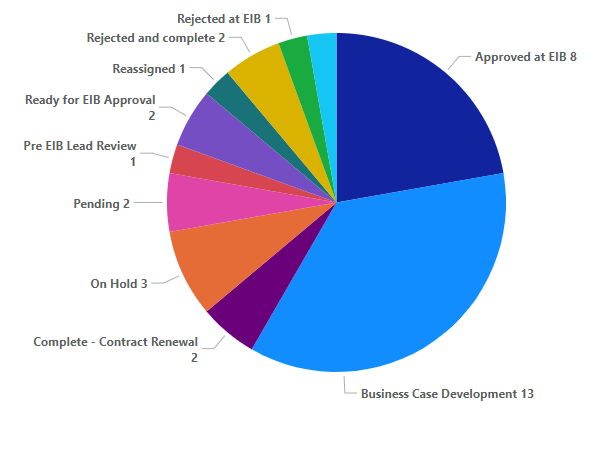 Rejected at EIB 1
Rejected and complete 2
Reassigned 1
Ready for EIB Approval
2
Pre EIB Lead Review
1
Pending 2
On Hold 3
Complete - Contract Renewal
2
Approved at EIB 8
Business Case Development 13